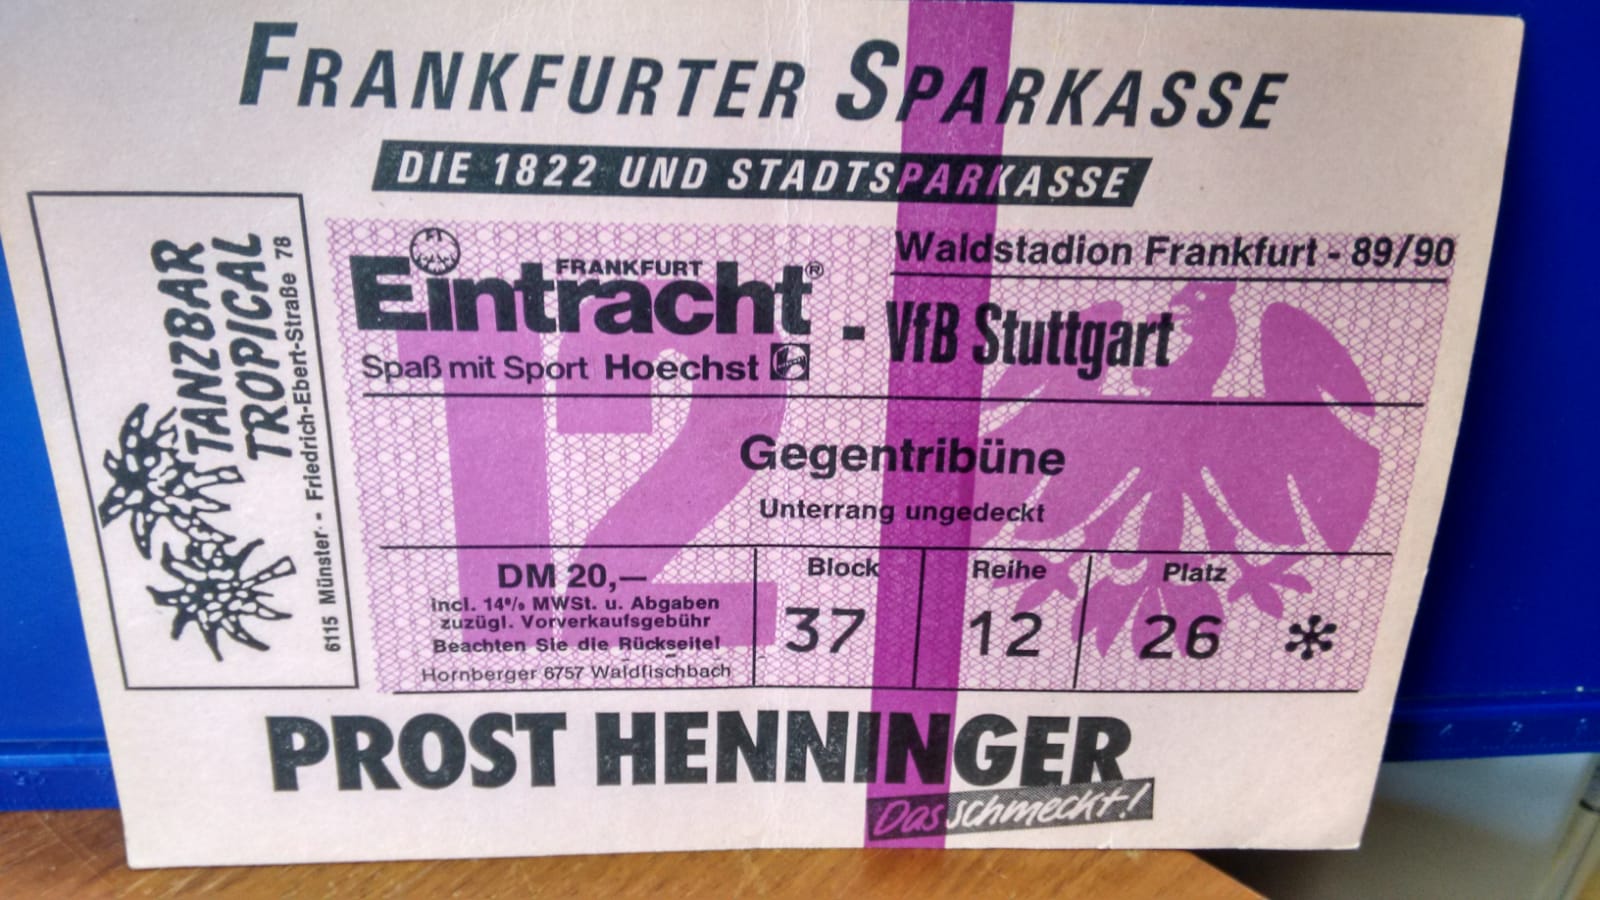 FRANKFURTER SPARKASSE
DIE 1822 UND STADTSPARKASSE
TANZBAR
TROPICAL
6115 Münster - Friedrich-Ebert-Straße 78
Waldstadion Frankfurt - 89/90
FRANKFURT
Eintracht® - VfB Stuttgart
Spaß mit Sport Hoechst
12
Gegentribüne
Unterrang ungedeckt
DM 20,—
incl. 14% MWSt. u. Abgaben
zuzügl. Vorverkaufsgebühr
Beachten Sie die Rückseite!
Hornberger 6757 Waldfischbach
Block
37
Reihe
12
Platz
26 *
PROST HENNINGER
Das schmeckt!